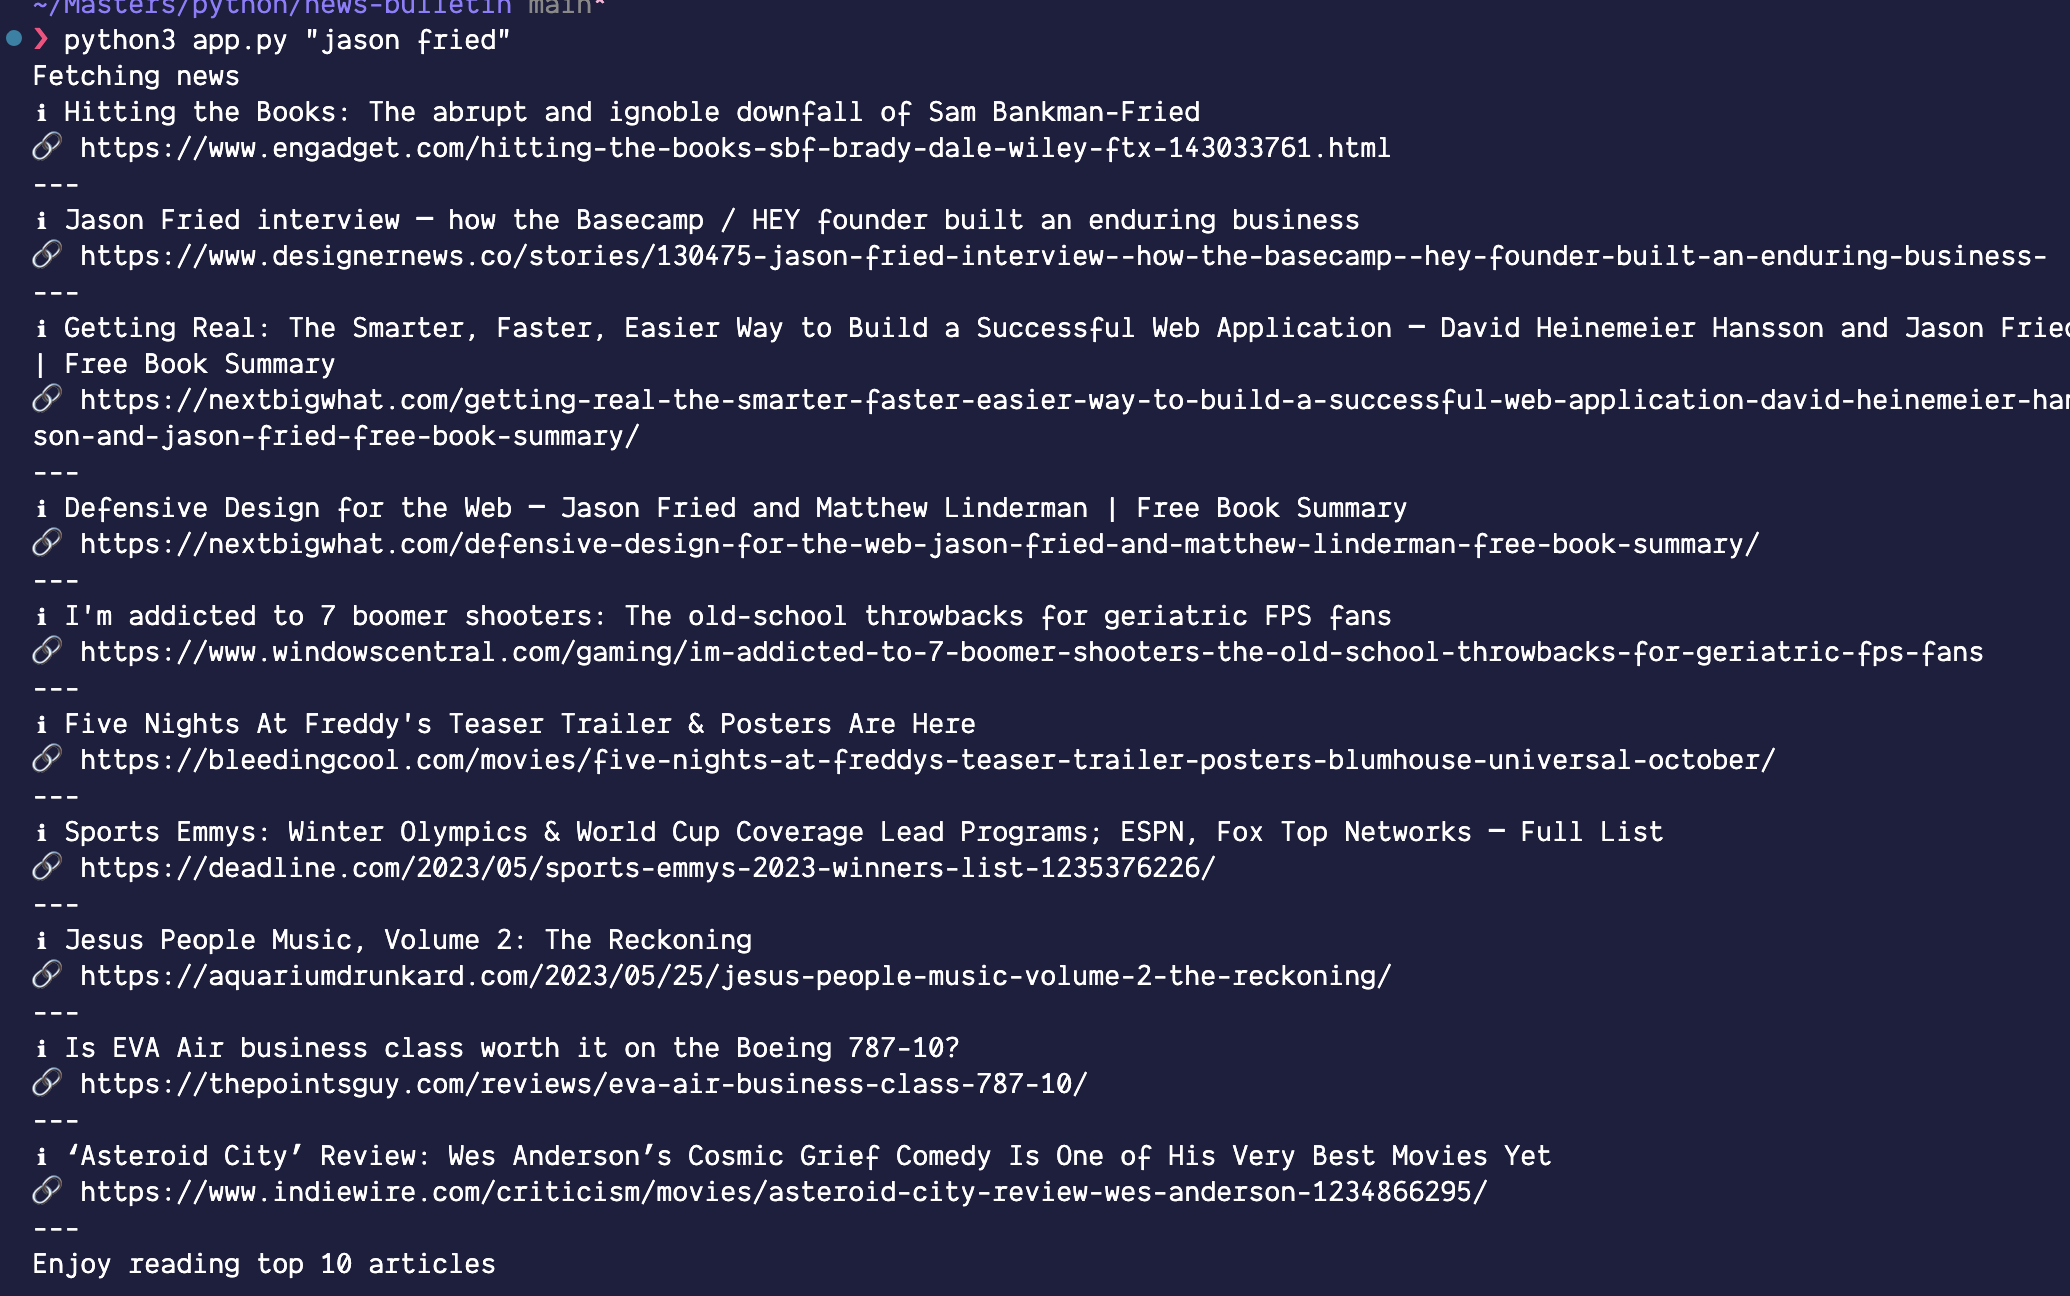 ~/Masters/python/news-bulletin main*
❯ python3 app.py "jason fried"
Fetching news
ℹ Hitting the Books: The abrupt and ignoble downfall of Sam Bankman-Fried
🔗 https://www.engadget.com/hitting-the-books-sbf-brady-dale-wiley-ftx-143033761.html
---
ℹ Jason Fried interview — how the Basecamp / HEY founder built an enduring business
🔗 https://www.designernews.co/stories/130475-jason-fried-interview--how-the-basecamp--hey-founder-built-an-enduring-business-
---
ℹ Getting Real: The Smarter, Faster, Easier Way to Build a Successful Web Application — David Heinemeier Hansson and Jason Fried
| Free Book Summary
🔗 https://nextbigwhat.com/getting-real-the-smarter-faster-easier-way-to-build-a-successful-web-application-david-heinemeier-han
son-and-jason-fried-free-book-summary/
---
ℹ Defensive Design for the Web — Jason Fried and Matthew Linderman | Free Book Summary
🔗 https://nextbigwhat.com/defensive-design-for-the-web-jason-fried-and-matthew-linderman-free-book-summary/
---
ℹ I'm addicted to 7 boomer shooters: The old-school throwbacks for geriatric FPS fans
🔗 https://www.windowscentral.com/gaming/im-addicted-to-7-boomer-shooters-the-old-school-throwbacks-for-geriatric-fps-fans
---
ℹ Five Nights At Freddy's Teaser Trailer & Posters Are Here
🔗 https://bleedingcool.com/movies/five-nights-at-freddys-teaser-trailer-posters-blumhouse-universal-october/
---
ℹ Sports Emmys: Winter Olympics & World Cup Coverage Lead Programs; ESPN, Fox Top Networks — Full List
🔗 https://deadline.com/2023/05/sports-emmys-2023-winners-list-1235376226/
---
ℹ Jesus People Music, Volume 2: The Reckoning
🔗 https://aquariumdrunkard.com/2023/05/25/jesus-people-music-volume-2-the-reckoning/
---
ℹ Is EVA Air business class worth it on the Boeing 787-10?
🔗 https://thepointsguy.com/reviews/eva-air-business-class-787-10/
---
ℹ ‘Asteroid City’ Review: Wes Anderson’s Cosmic Grief Comedy Is One of His Very Best Movies Yet
🔗 https://www.indiewire.com/criticism/movies/asteroid-city-review-wes-anderson-1234866295/
---
Enjoy reading top 10 articles